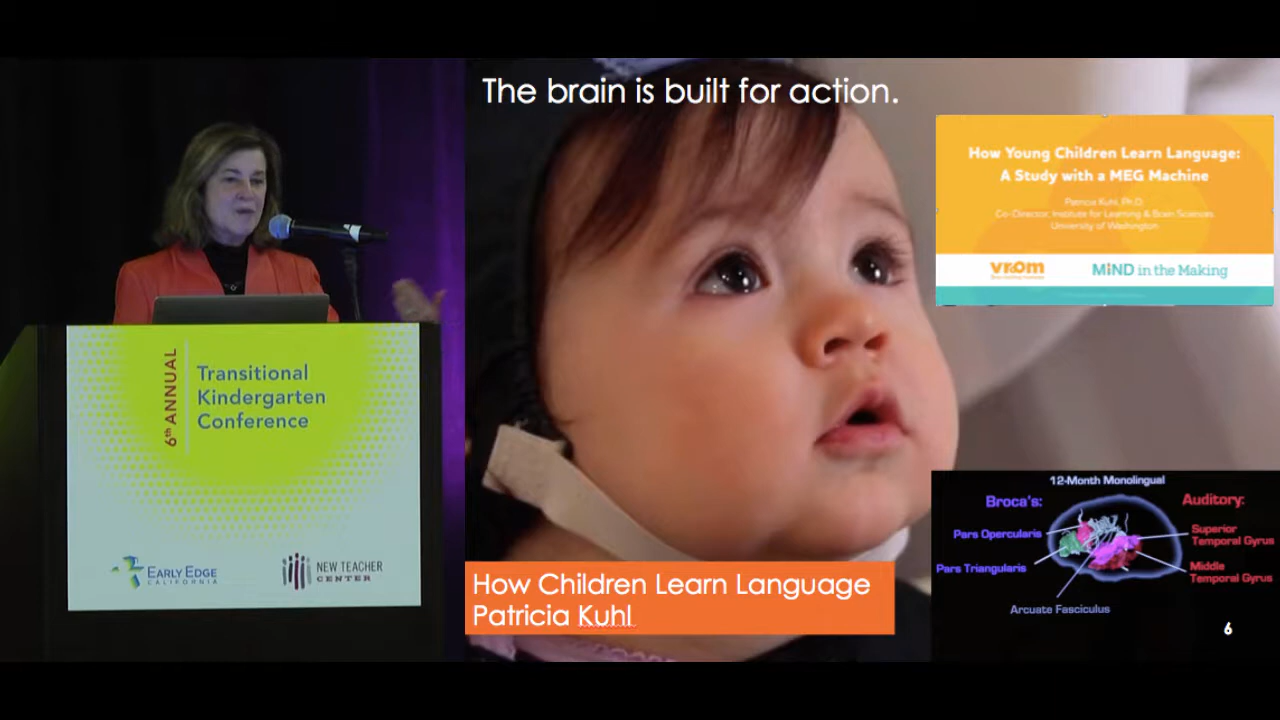 The brain is built for action.
How Young Children Learn Language:
A Study with a MEG Machine
Patricia Kuhl, Ph.D.
Co-Director, Institute for Learning & Brain Sciences
University of Washington
vroom
MiND in the Making
6th ANNUAL
Transitional
Kindergarten
Conference
EARLY EDGE
CALIFORNIA
NEW TEACHER
CENTER
How Children Learn Language
Patricia Kuhl
12-Month Monolingual
Broca's:
Auditory:
Pars Opercularis
Superior
Temporal Gyrus
Pars Triangularis
Middle
Temporal Gyrus
Arcuate Fasciculus
6